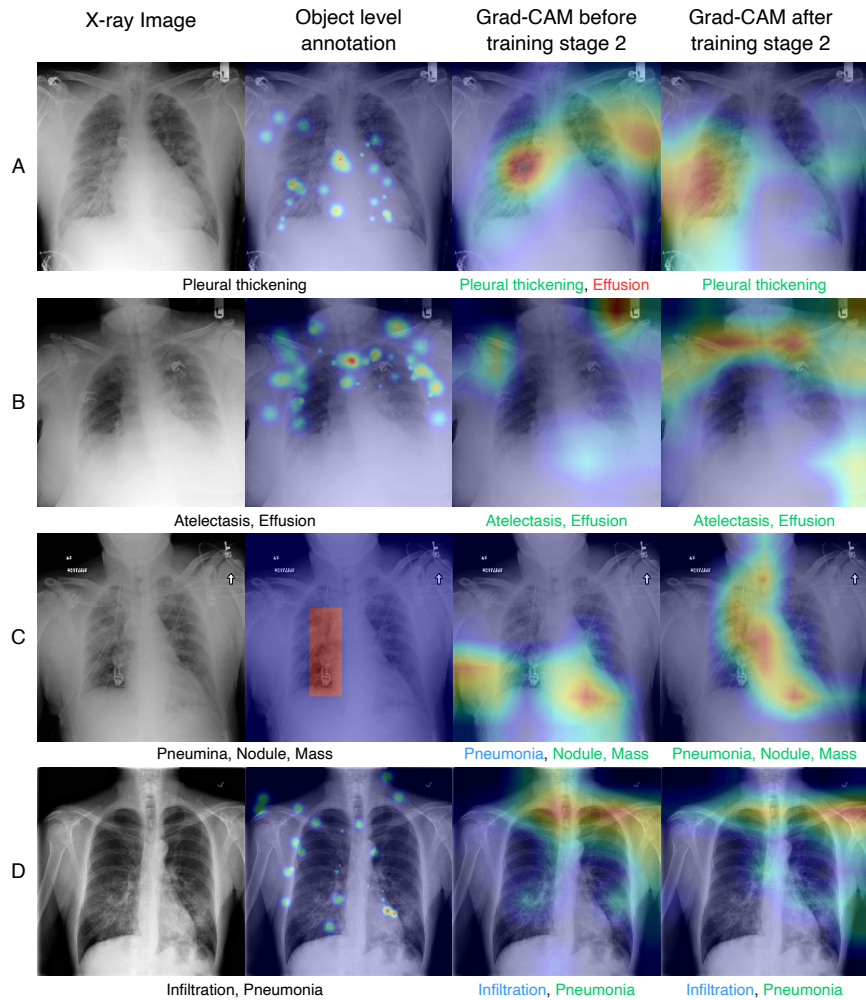 X-ray Image
Object level annotation
Grad-CAM before training stage 2
Grad-CAM after training stage 2
A
Pleural thickening
Pleural thickening, Effusion
Pleural thickening
B
L
Atelectasis, Effusion
Atelectasis, Effusion
Atelectasis, Effusion
C
Pneumina, Nodule, Mass
Pneumonia, Nodule, Mass
Pneumonia, Nodule, Mass
D
Infiltration, Pneumonia
Infiltration, Pneumonia
Infiltration, Pneumonia